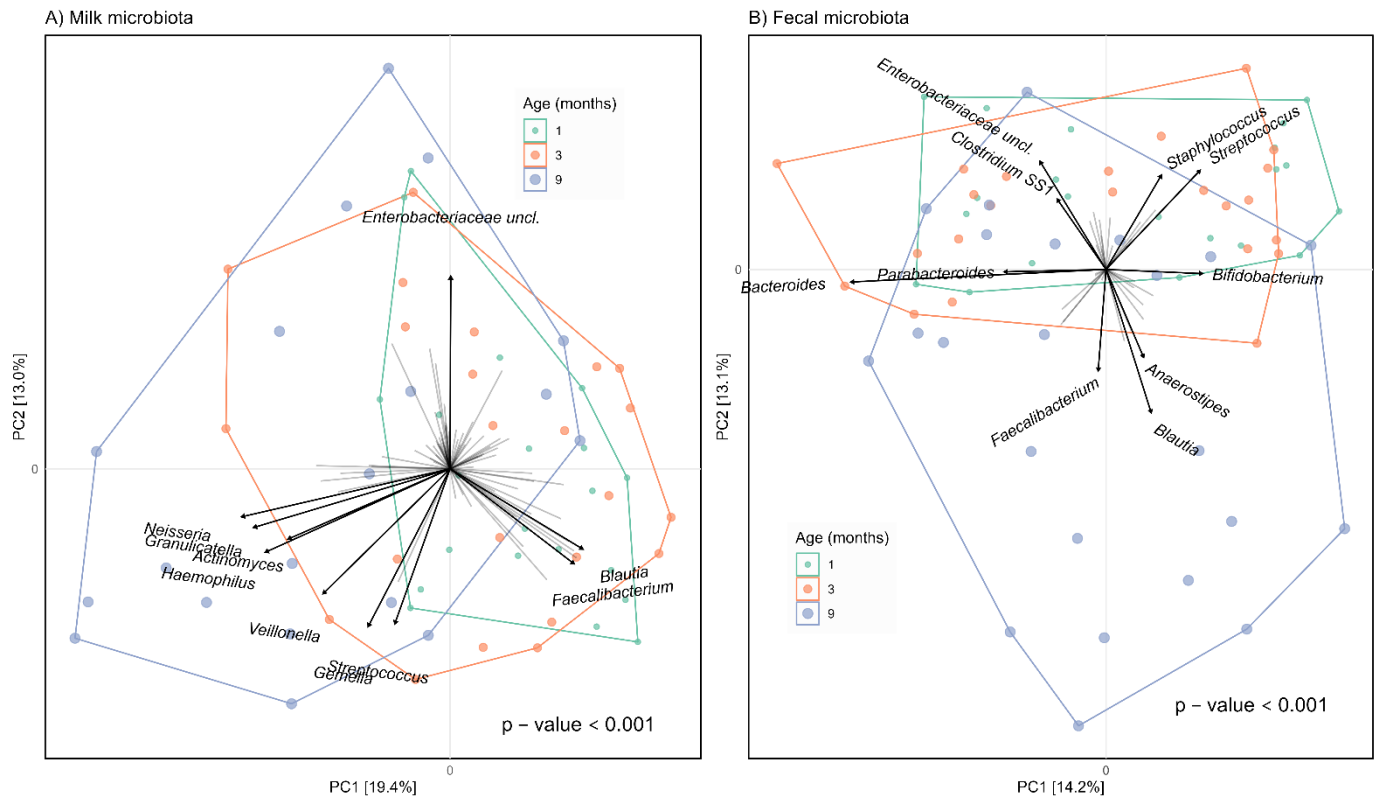 A) Milk microbiota
Age (months)
1
3
9
Enterobacteriaceae uncl.
Neisseria
Granulicatella
Actinomyces
Haemophilus
Veillonella
Streptococcus
Gemella
Blautia
Faecalibacterium
p – value < 0.001
PC2 [13.0%]
0
0
PC1 [19.4%]
B) Fecal microbiota
Enterobacteriaceae uncl.
Clostridium SS1
Staphylococcus
Streptococcus
Bacteroides
Parabacteroides
Bifidobacterium
Faecalibacterium
Anaerostipes
Blautia
Age (months)
1
3
9
p – value < 0.001
PC2 [13.1%]
0
0
PC1 [14.2%]